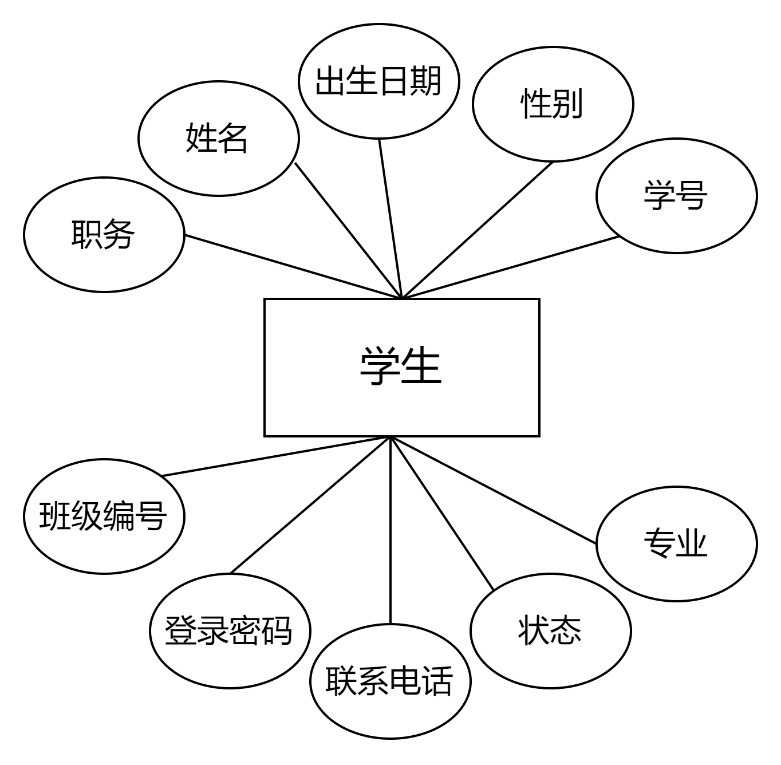 出生日期
性别
姓名
学号
职务
学生
班级编号
专业
登录密码
状态
联系电话